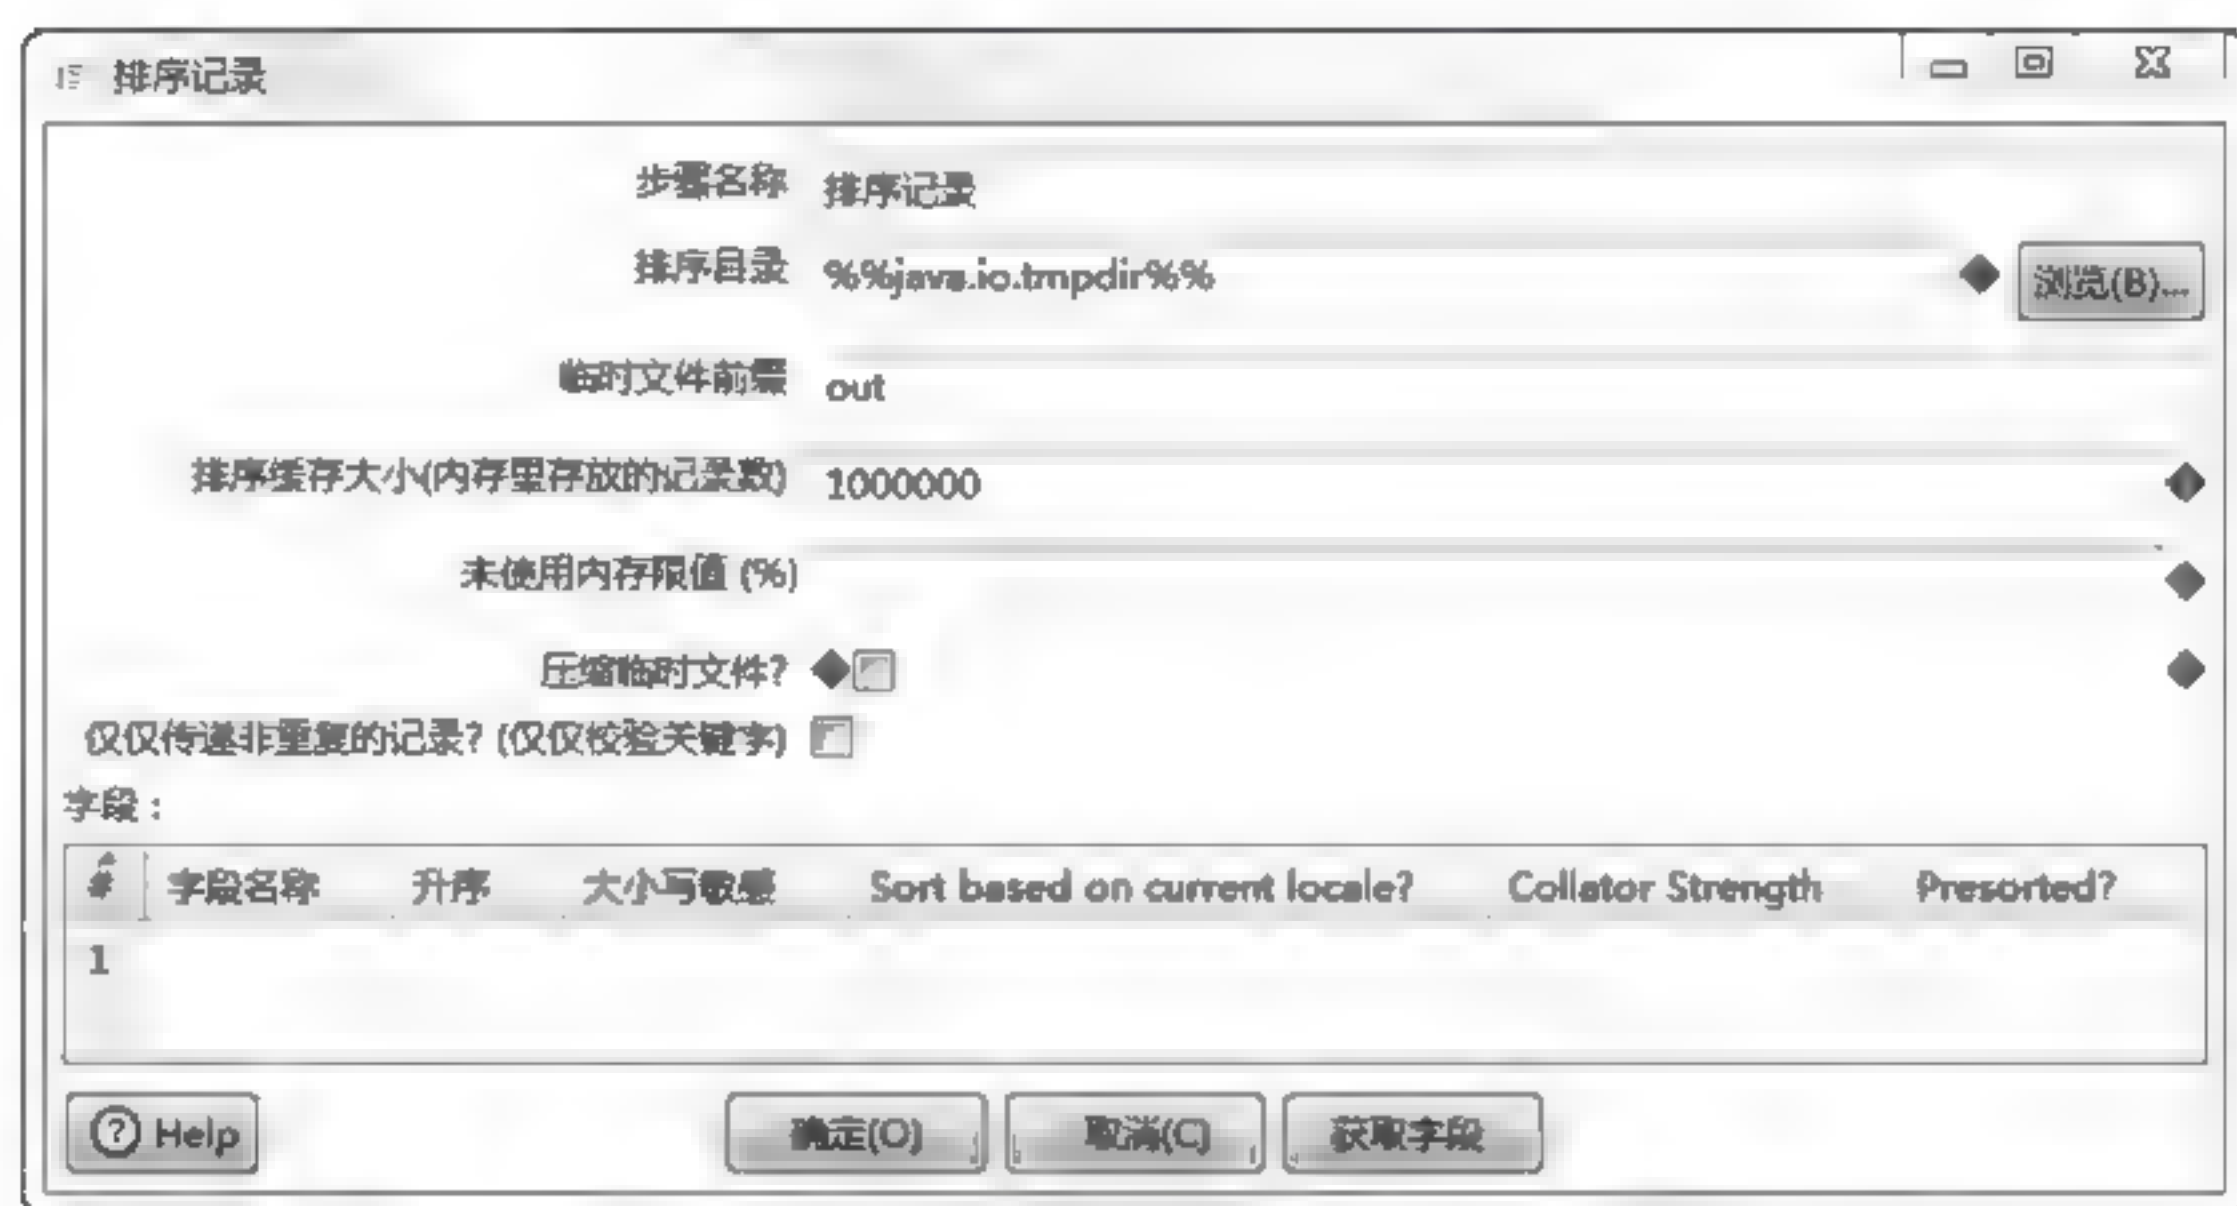 排序记录
步骤名称 排序记录
排序目录 %%java.io.tmpdir%% 浏览(B)...
临时文件前缀 out
排序缓存大小(内存里存放的记录数) 1000000
未使用内存限值 (%)
压缩临时文件?
仅仅传递非重复的记录? (仅仅校验关键字)
字段 :
# 字段名称 升序 大小写敏感 Sort based on current locale? Collator Strength Presorted?
1
Help 确定(O) 取消(C) 获取字段